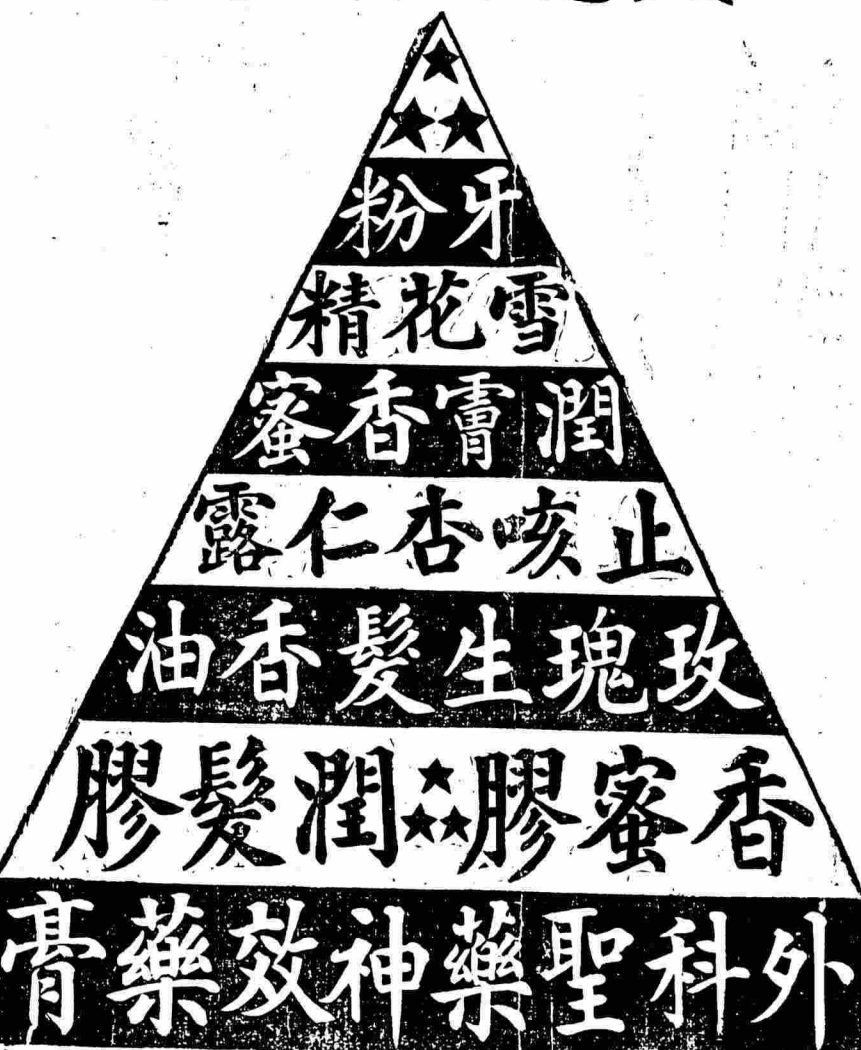 牙粉
雪花精
潤膚香蜜
止咳杏仁露
玫瑰生髮香油
香蜜膠 潤髮膠
外科聖藥神效藥膏